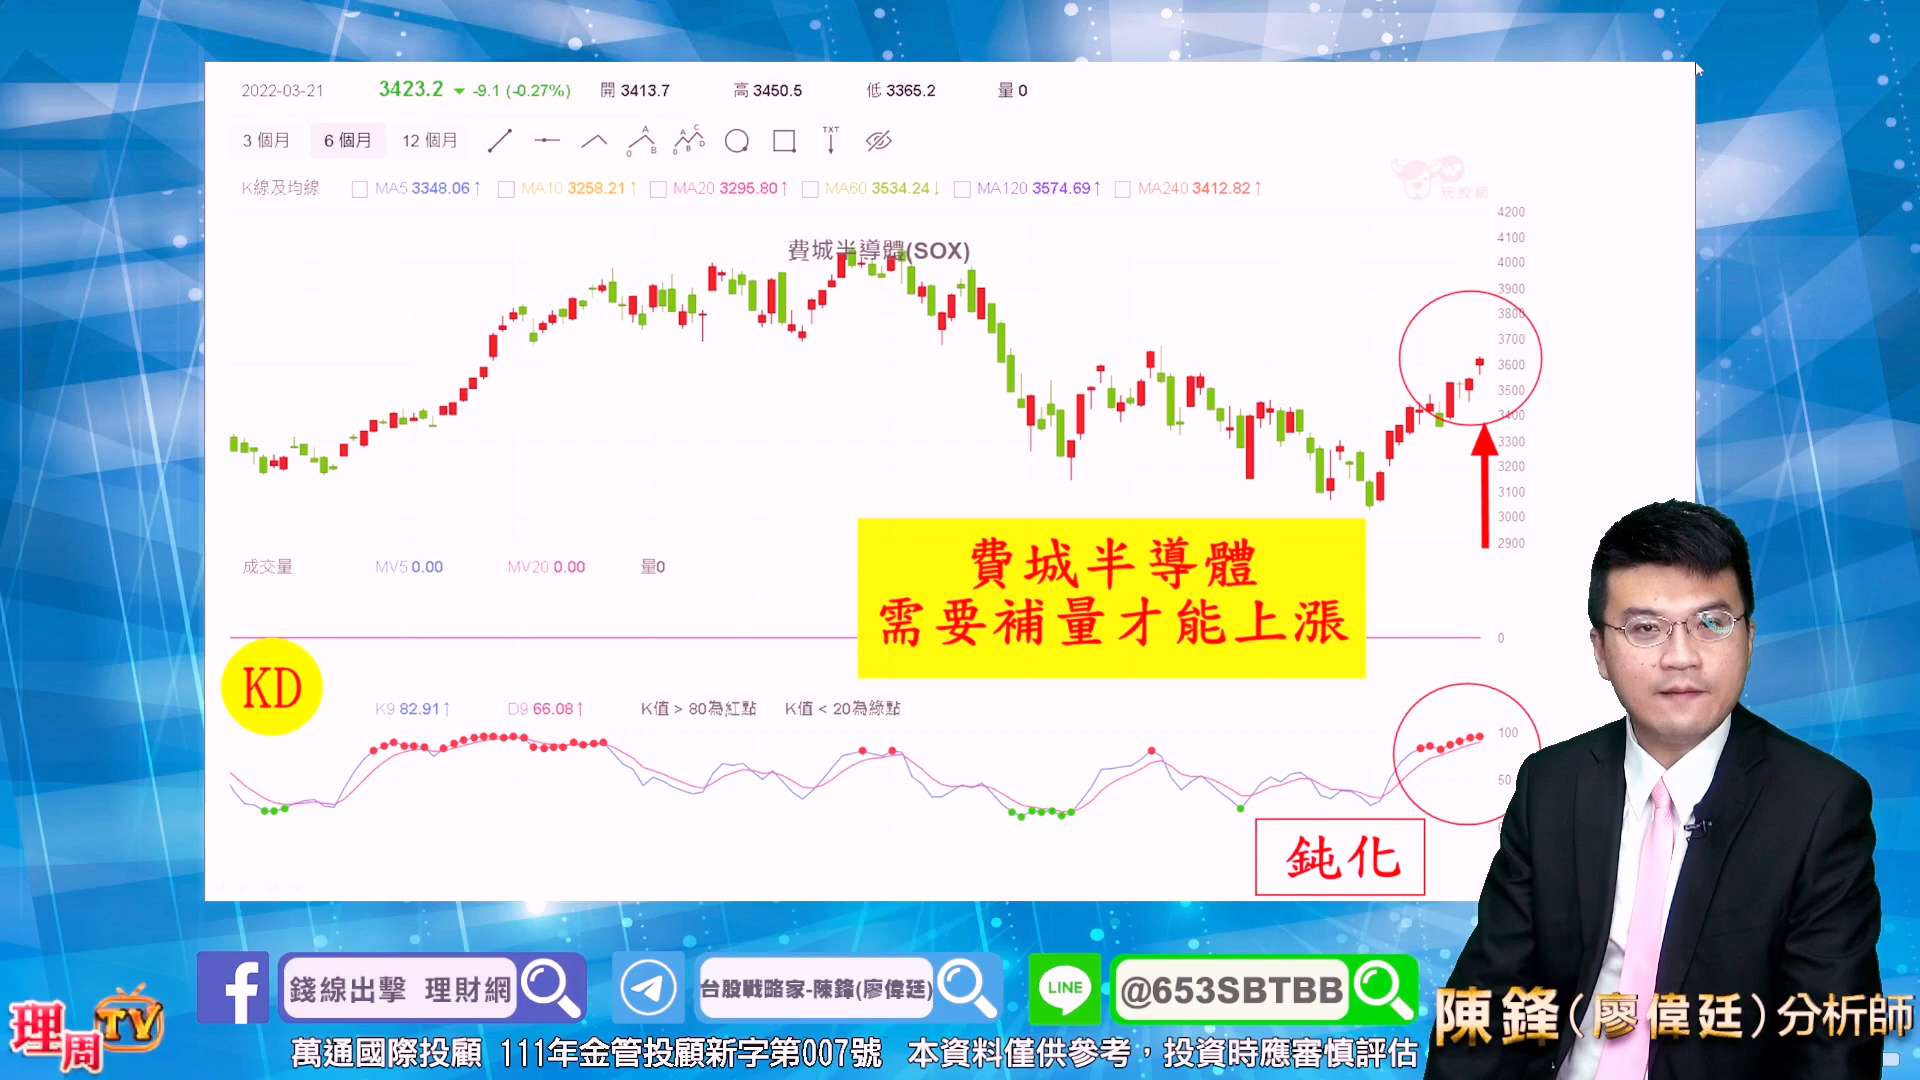 2022-03-21 3423.2 -9.1 (-0.27%) 開 3413.7 高 3450.5 低 3365.2 量 0
3 個月 6 個月 12 個月 0 A B 0 A B C D TXT
K線及均線 MA5 3348.06↑ MA10 3258.21↑ MA20 3295.80↑ MA60 3534.24↓ MA120 3574.69↑ MA240 3412.82↑
玩股網
費城半導體(SOX)
4200
4100
4000
3900
3800
3700
3600
3500
3400
3300
3200
3100
3000
2900
成交量 MV5 0.00 MV20 0.00 量0
費城半導體
需要補量才能上漲
0
KD
K9 82.91↑ D9 66.08↑ K值 > 80為紅點 K值 < 20為綠點
100
50
鈍化
錢線出擊 理財網
台股戰略家-陳鋒(廖偉廷)
LINE
@653SBTBB
理周TV
陳鋒(廖偉廷)分析師
萬通國際投顧 111年金管投顧新字第007號 本資料僅供參考，投資時應審慎評估